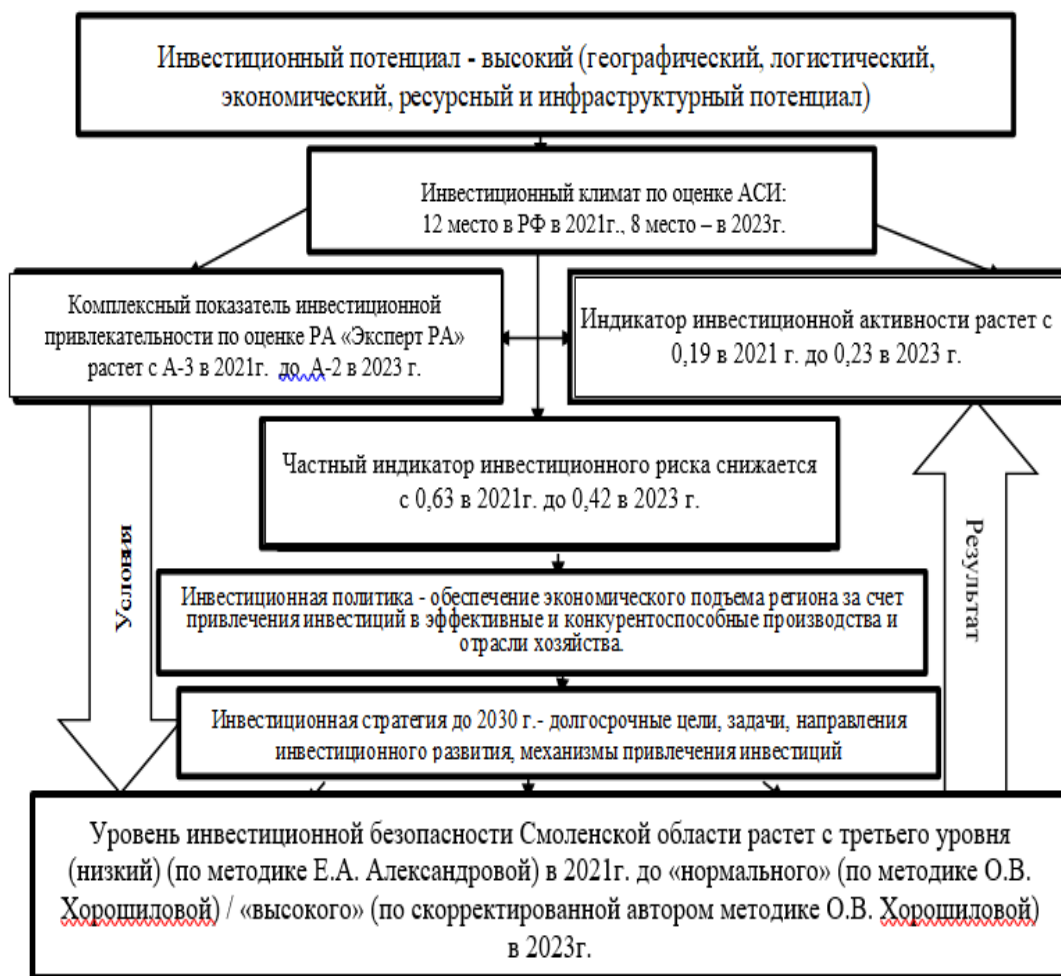 Инвестиционный потенциал - высокий (географический, логистический,
экономический, ресурсный и инфраструктурный потенциал)
Инвестиционный климат по оценке АСИ:
12 место в РФ в 2021г., 8 место – в 2023г.
Комплексный показатель инвестиционной
привлекательности по оценке РА «Эксперт РА»
растет с А-3 в 2021г. до А-2 в 2023 г.
Индикатор инвестиционной активности растет с
0,19 в 2021 г. до 0,23 в 2023 г.
Частный индикатор инвестиционного риска снижается
с 0,63 в 2021г. до 0,42 в 2023 г.
Условия
Результат
Инвестиционная политика - обеспечение экономического подъема региона за счет
привлечения инвестиций в эффективные и конкурентоспособные производства и
отрасли хозяйства.
Инвестиционная стратегия до 2030 г.- долгосрочные цели, задачи, направления
инвестиционного развития, механизмы привлечения инвестиций
Уровень инвестиционной безопасности Смоленской области растет с третьего уровня
(низкий) (по методике Е.А. Александровой) в 2021г. до «нормального» (по методике О.В.
Хорошиловой) / «высокого» (по скорректированной автором методике О.В. Хорошиловой)
в 2023г.